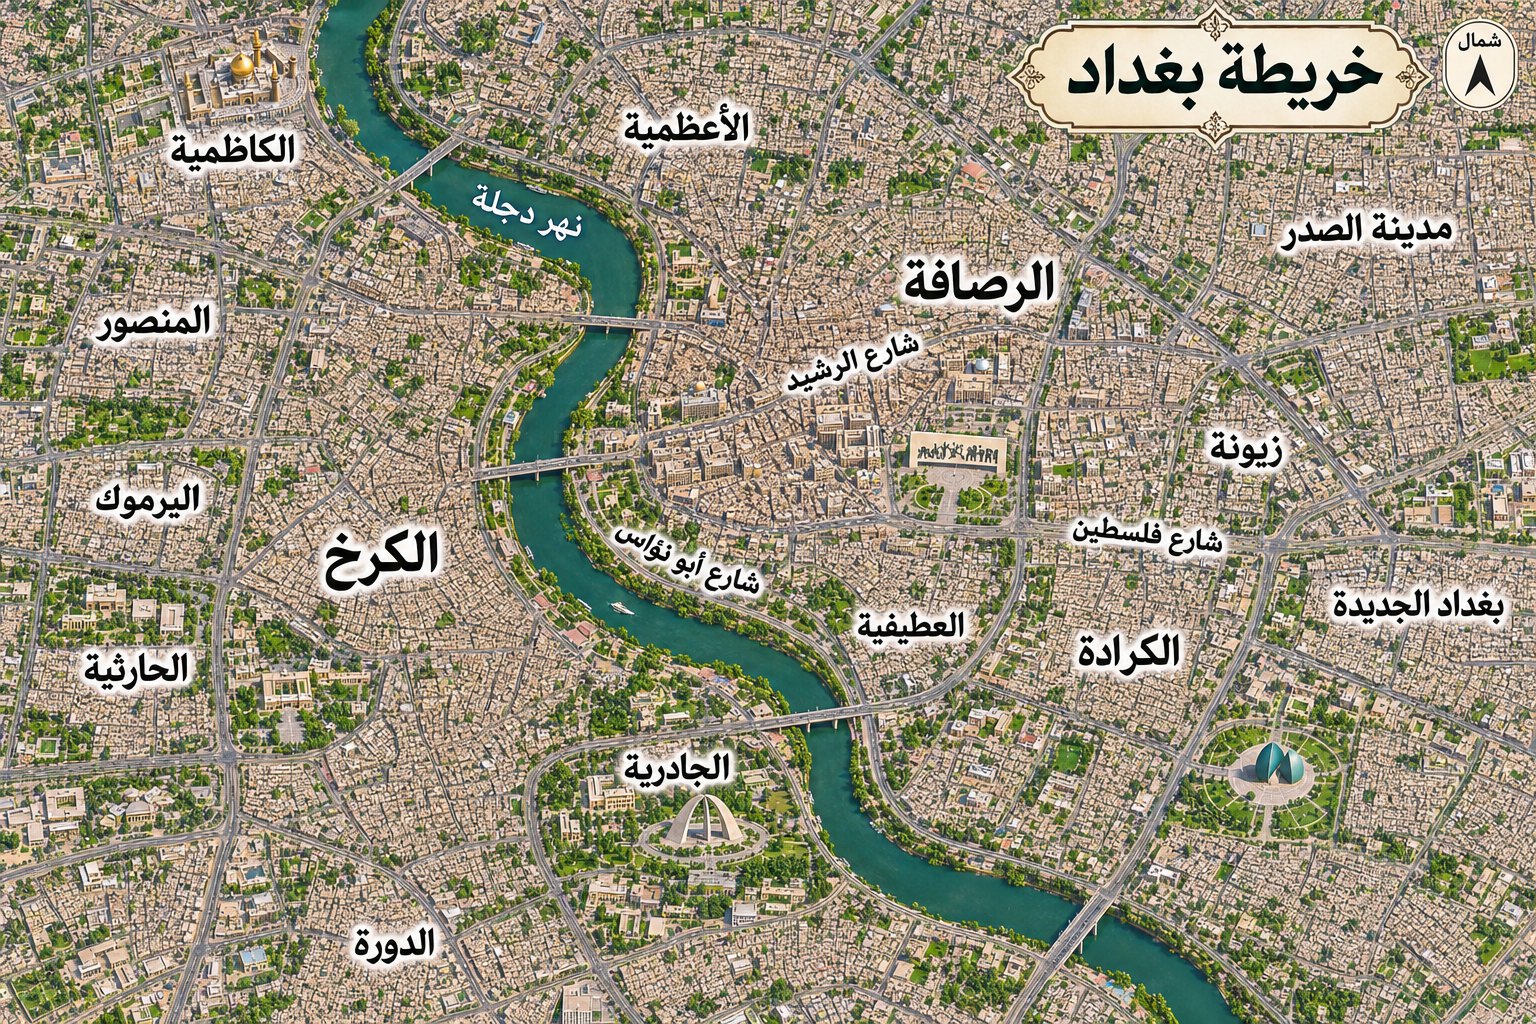 خريطة بغداد
شمال
الأعظمية
الكاظمية
نهر دجلة
مدينة الصدر
الرصافة
المنصور
شارع الرشيد
زيونة
اليرموك
شارع فلسطين
الكرخ
شارع أبو نؤاس
بغداد الجديدة
العطيفية
الكرادة
الحارثية
الجادرية
الدورة